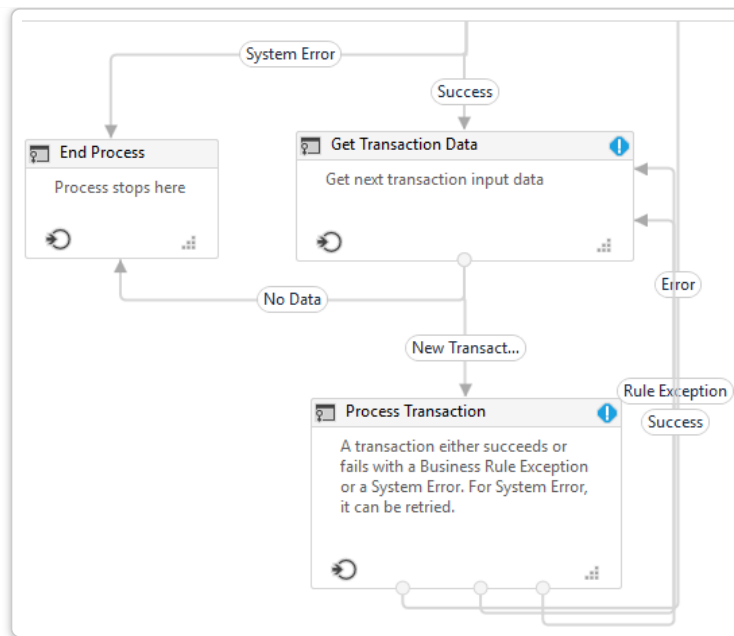 System Error
Success
End Process
Process stops here
Get Transaction Data
Get next transaction input data
No Data
Error
New Transact...
Rule Exception
Success
Process Transaction
A transaction either succeeds or
fails with a Business Rule Exception
or a System Error. For System Error,
it can be retried.